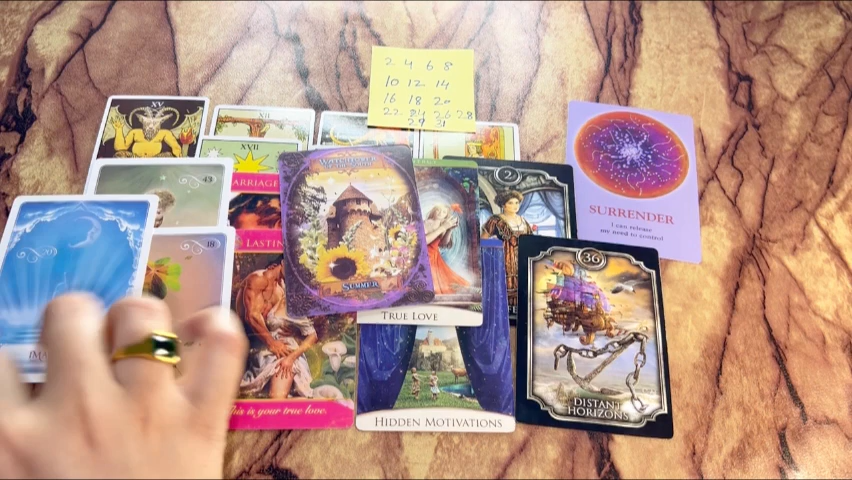 2 4 6 8
10 12 14
16 18 20
22 24 26 28
29 31
XV
XII
XVII
43
MARRIAGE
LASTIN
18
SUMMER
TRUE LOVE
2
SURRENDER
I can release
my need to control
36
DISTANT
HORIZONS
This is your true love.
HIDDEN MOTIVATIONS